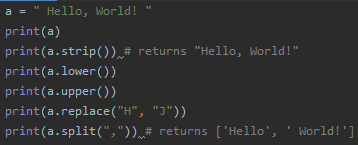 a = " Hello, World! "
print(a)
print(a.strip()) # returns "Hello, World!"
print(a.lower())
print(a.upper())
print(a.replace("H", "J"))
print(a.split(",")) # returns ['Hello', ' World!']